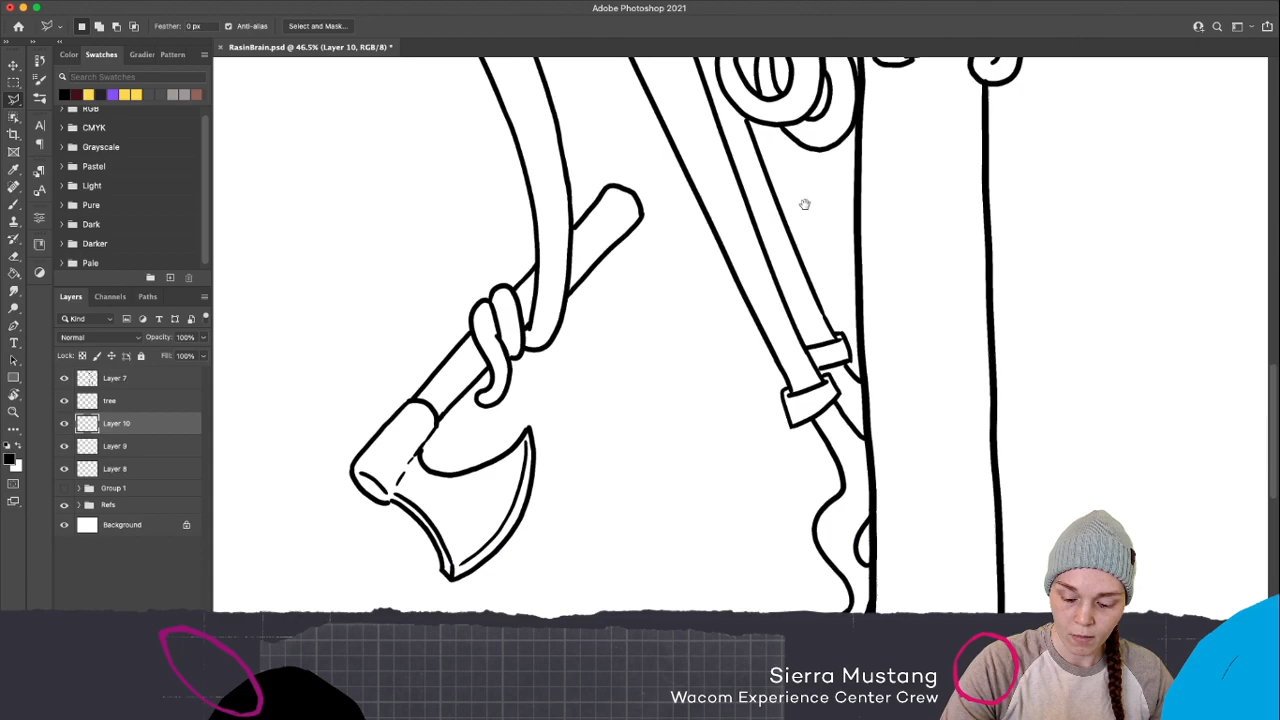 Adobe Photoshop 2021
Feather: 0 px Anti-alias Select and Mask...
RasinBrain.psd @ 46.5% (Layer 10, RGB/8) *
Color Swatches Gradier Pattern
Search Swatches
RGB
CMYK
Grayscale
Pastel
Light
Pure
Dark
Darker
Pale
Layers Channels Paths
Kind
Normal Opacity: 100%
Lock: Fill: 100%
Layer 7
tree
Layer 10
Layer 9
Layer 8
Group 1
Refs
Background
Sierra Mustang
Wacom Experience Center Crew